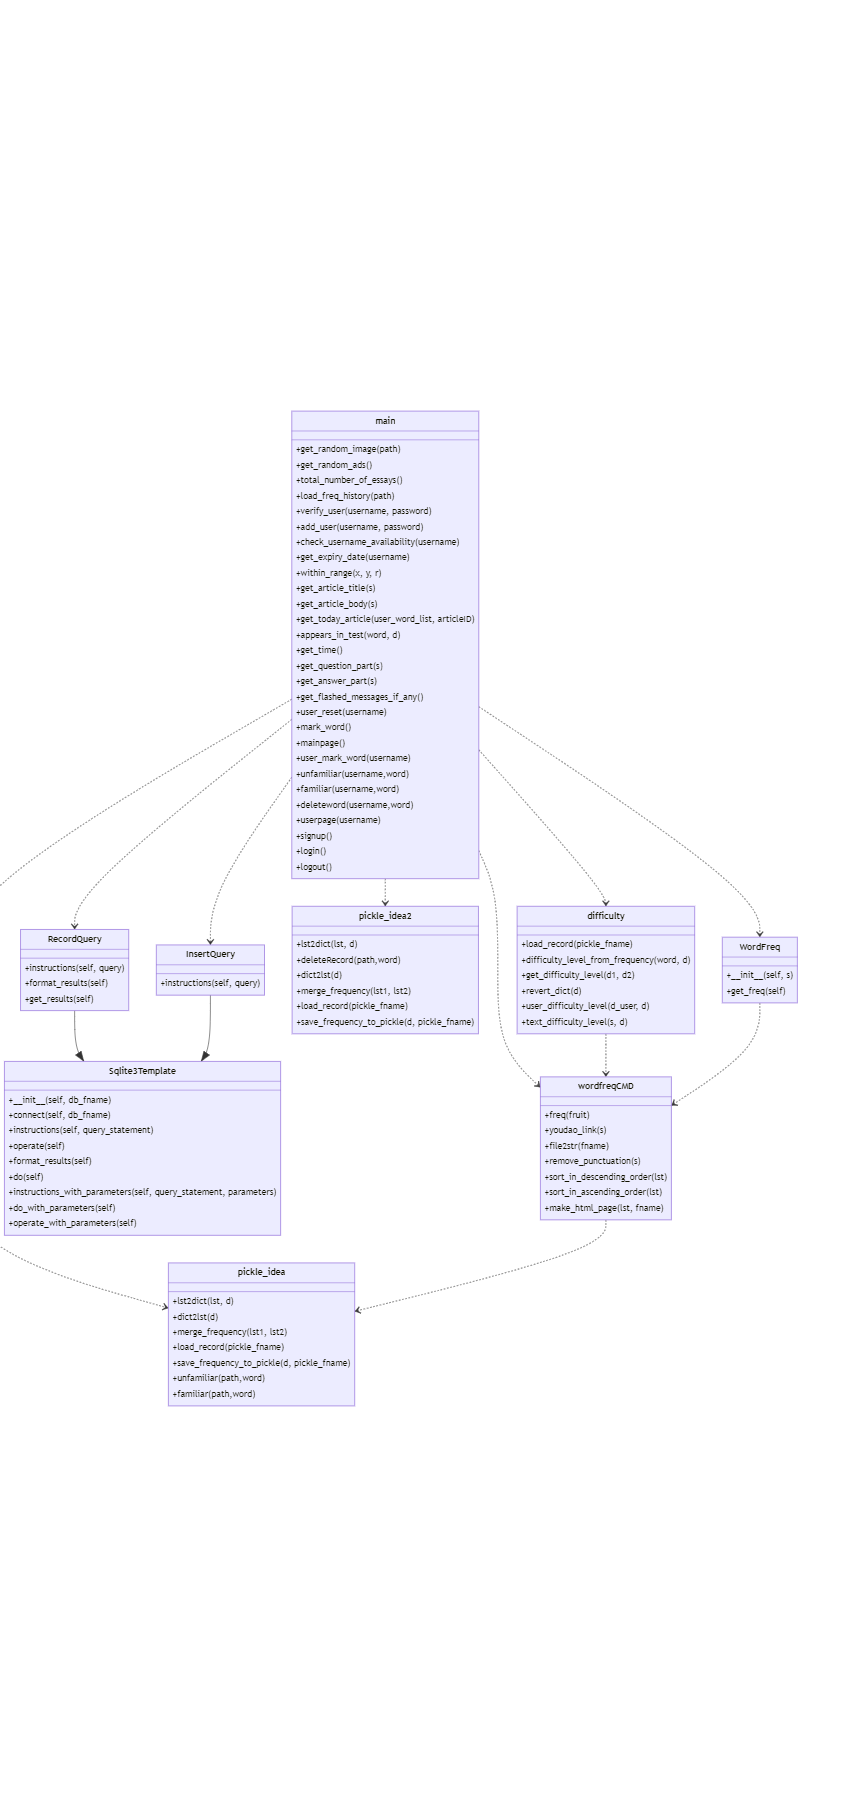 main
+get_random_image(path)
+get_random_ads()
+total_number_of_essays()
+load_freq_history(path)
+verify_user(username, password)
+add_user(username, password)
+check_username_availability(username)
+get_expiry_date(username)
+within_range(x, y, r)
+get_article_title(s)
+get_article_body(s)
+get_today_article(user_word_list, articleID)
+appears_in_test(word, d)
+get_time()
+get_question_part(s)
+get_answer_part(s)
+get_flashed_messages_if_any()
+user_reset(username)
+mark_word()
+mainpage()
+user_mark_word(username)
+unfamiliar(username,word)
+familiar(username,word)
+deleteword(username,word)
+userpage(username)
+signup()
+login()
+logout()
RecordQuery
+instructions(self, query)
+format_results(self)
+get_results(self)
InsertQuery
+instructions(self, query)
pickle_idea2
+lst2dict(lst, d)
+deleteRecord(path,word)
+dict2lst(d)
+merge_frequency(lst1, lst2)
+load_record(pickle_fname)
+save_frequency_to_pickle(d, pickle_fname)
difficulty
+load_record(pickle_fname)
+difficulty_level_from_frequency(word, d)
+get_difficulty_level(d1, d2)
+revert_dict(d)
+user_difficulty_level(d_user, d)
+text_difficulty_level(s, d)
WordFreq
+__init__(self, s)
+get_freq(self)
Sqlite3Template
+__init__(self, db_fname)
+connect(self, db_fname)
+instructions(self, query_statement)
+operate(self)
+format_results(self)
+do(self)
+instructions_with_parameters(self, query_statement, parameters)
+do_with_parameters(self)
+operate_with_parameters(self)
wordfreqCMD
+freq(fruit)
+youdao_link(s)
+file2str(fname)
+remove_punctuation(s)
+sort_in_descending_order(lst)
+sort_in_ascending_order(lst)
+make_html_page(lst, fname)
pickle_idea
+lst2dict(lst, d)
+dict2lst(d)
+merge_frequency(lst1, lst2)
+load_record(pickle_fname)
+save_frequency_to_pickle(d, pickle_fname)
+unfamiliar(path,word)
+familiar(path,word)